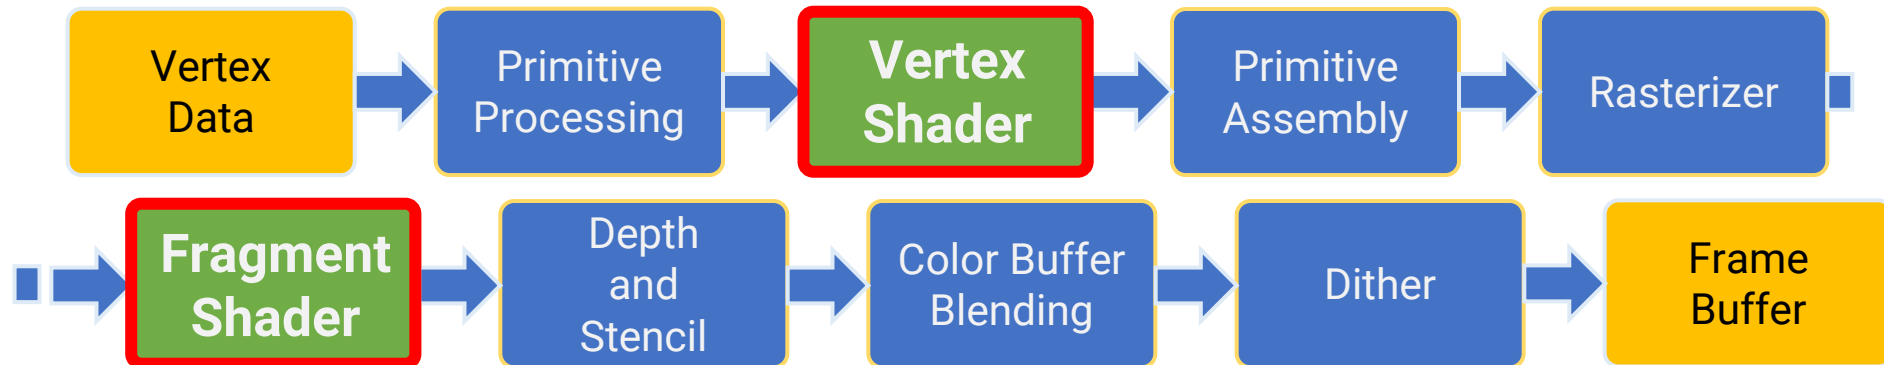 Vertex
Data
Primitive
Processing
Vertex
Shader
Primitive
Assembly
Rasterizer
Fragment
Shader
Depth
and
Stencil
Color Buffer
Blending
Dither
Frame
Buffer